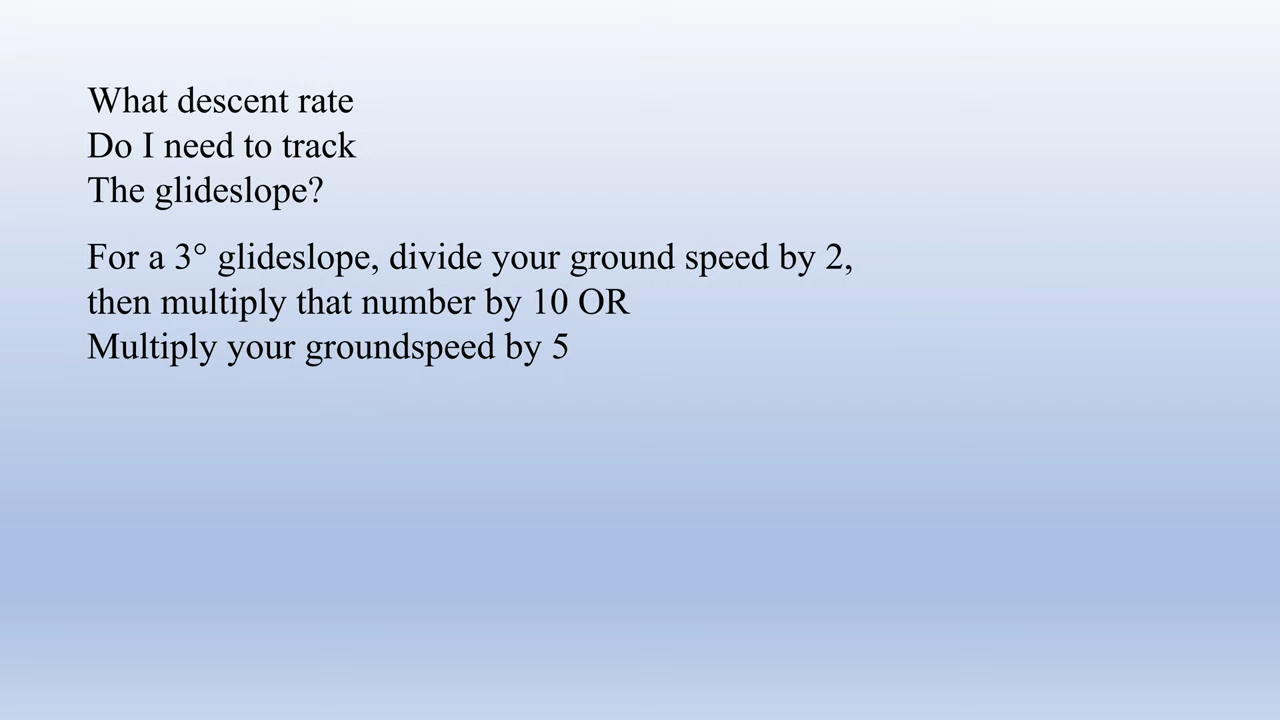 What descent rate
Do I need to track
The glideslope?
For a 3° glideslope, divide your ground speed by 2,
then multiply that number by 10 OR
Multiply your groundspeed by 5